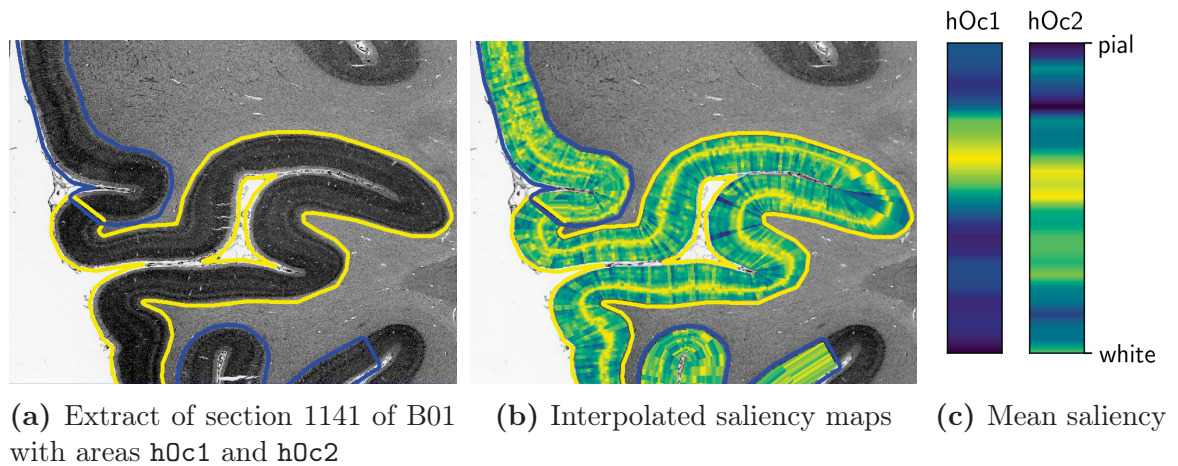 hOc1 hOc2
pial
white
(a) Extract of section 1141 of B01
with areas hOc1 and hOc2
(b) Interpolated saliency maps
(c) Mean saliency